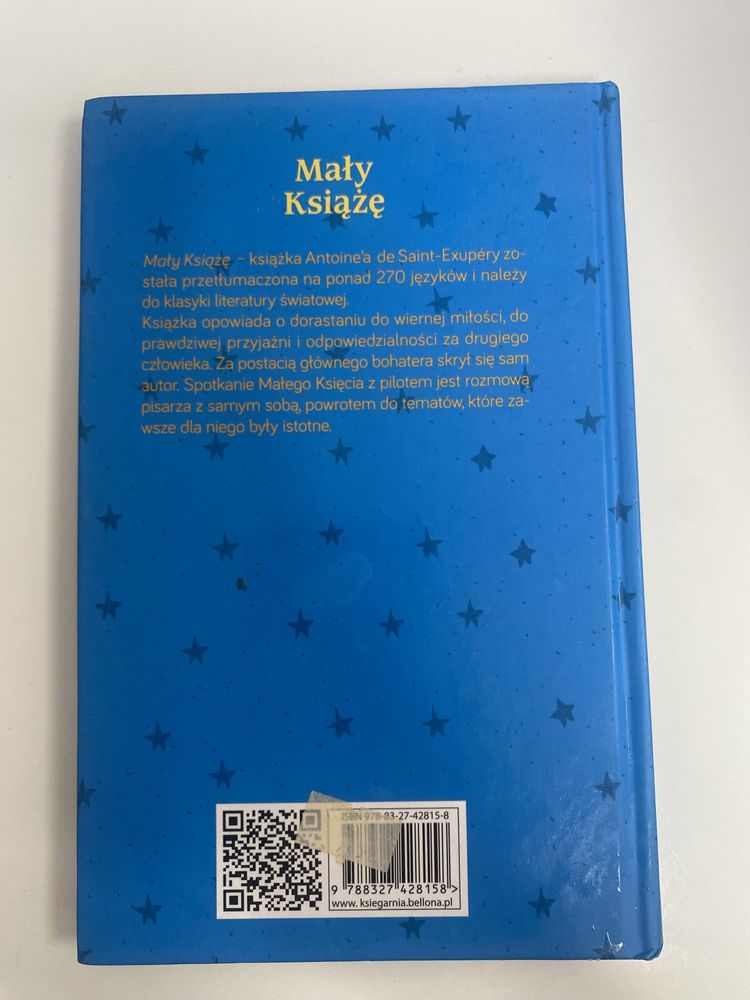 Mały
Książę
Mały Książę – książka Antoine'a de Saint-Exupéry zo-
stała przetłumaczona na ponad 270 języków i należy
do klasyki literatury światowej.
Książka opowiada o dorastaniu do wiernej miłości, do
prawdziwej przyjaźni i odpowiedzialności za drugiego
człowieka. Za postacią głównego bohatera skrył się sam
autor. Spotkanie Małego Księcia z pilotem jest rozmową
pisarza z samym sobą, powrotem do tematów, które za-
wsze dla niego były istotne.
ISBN 978-83-27-42815-8
9 788327 428158 >
www.ksiegarnia.bellona.pl